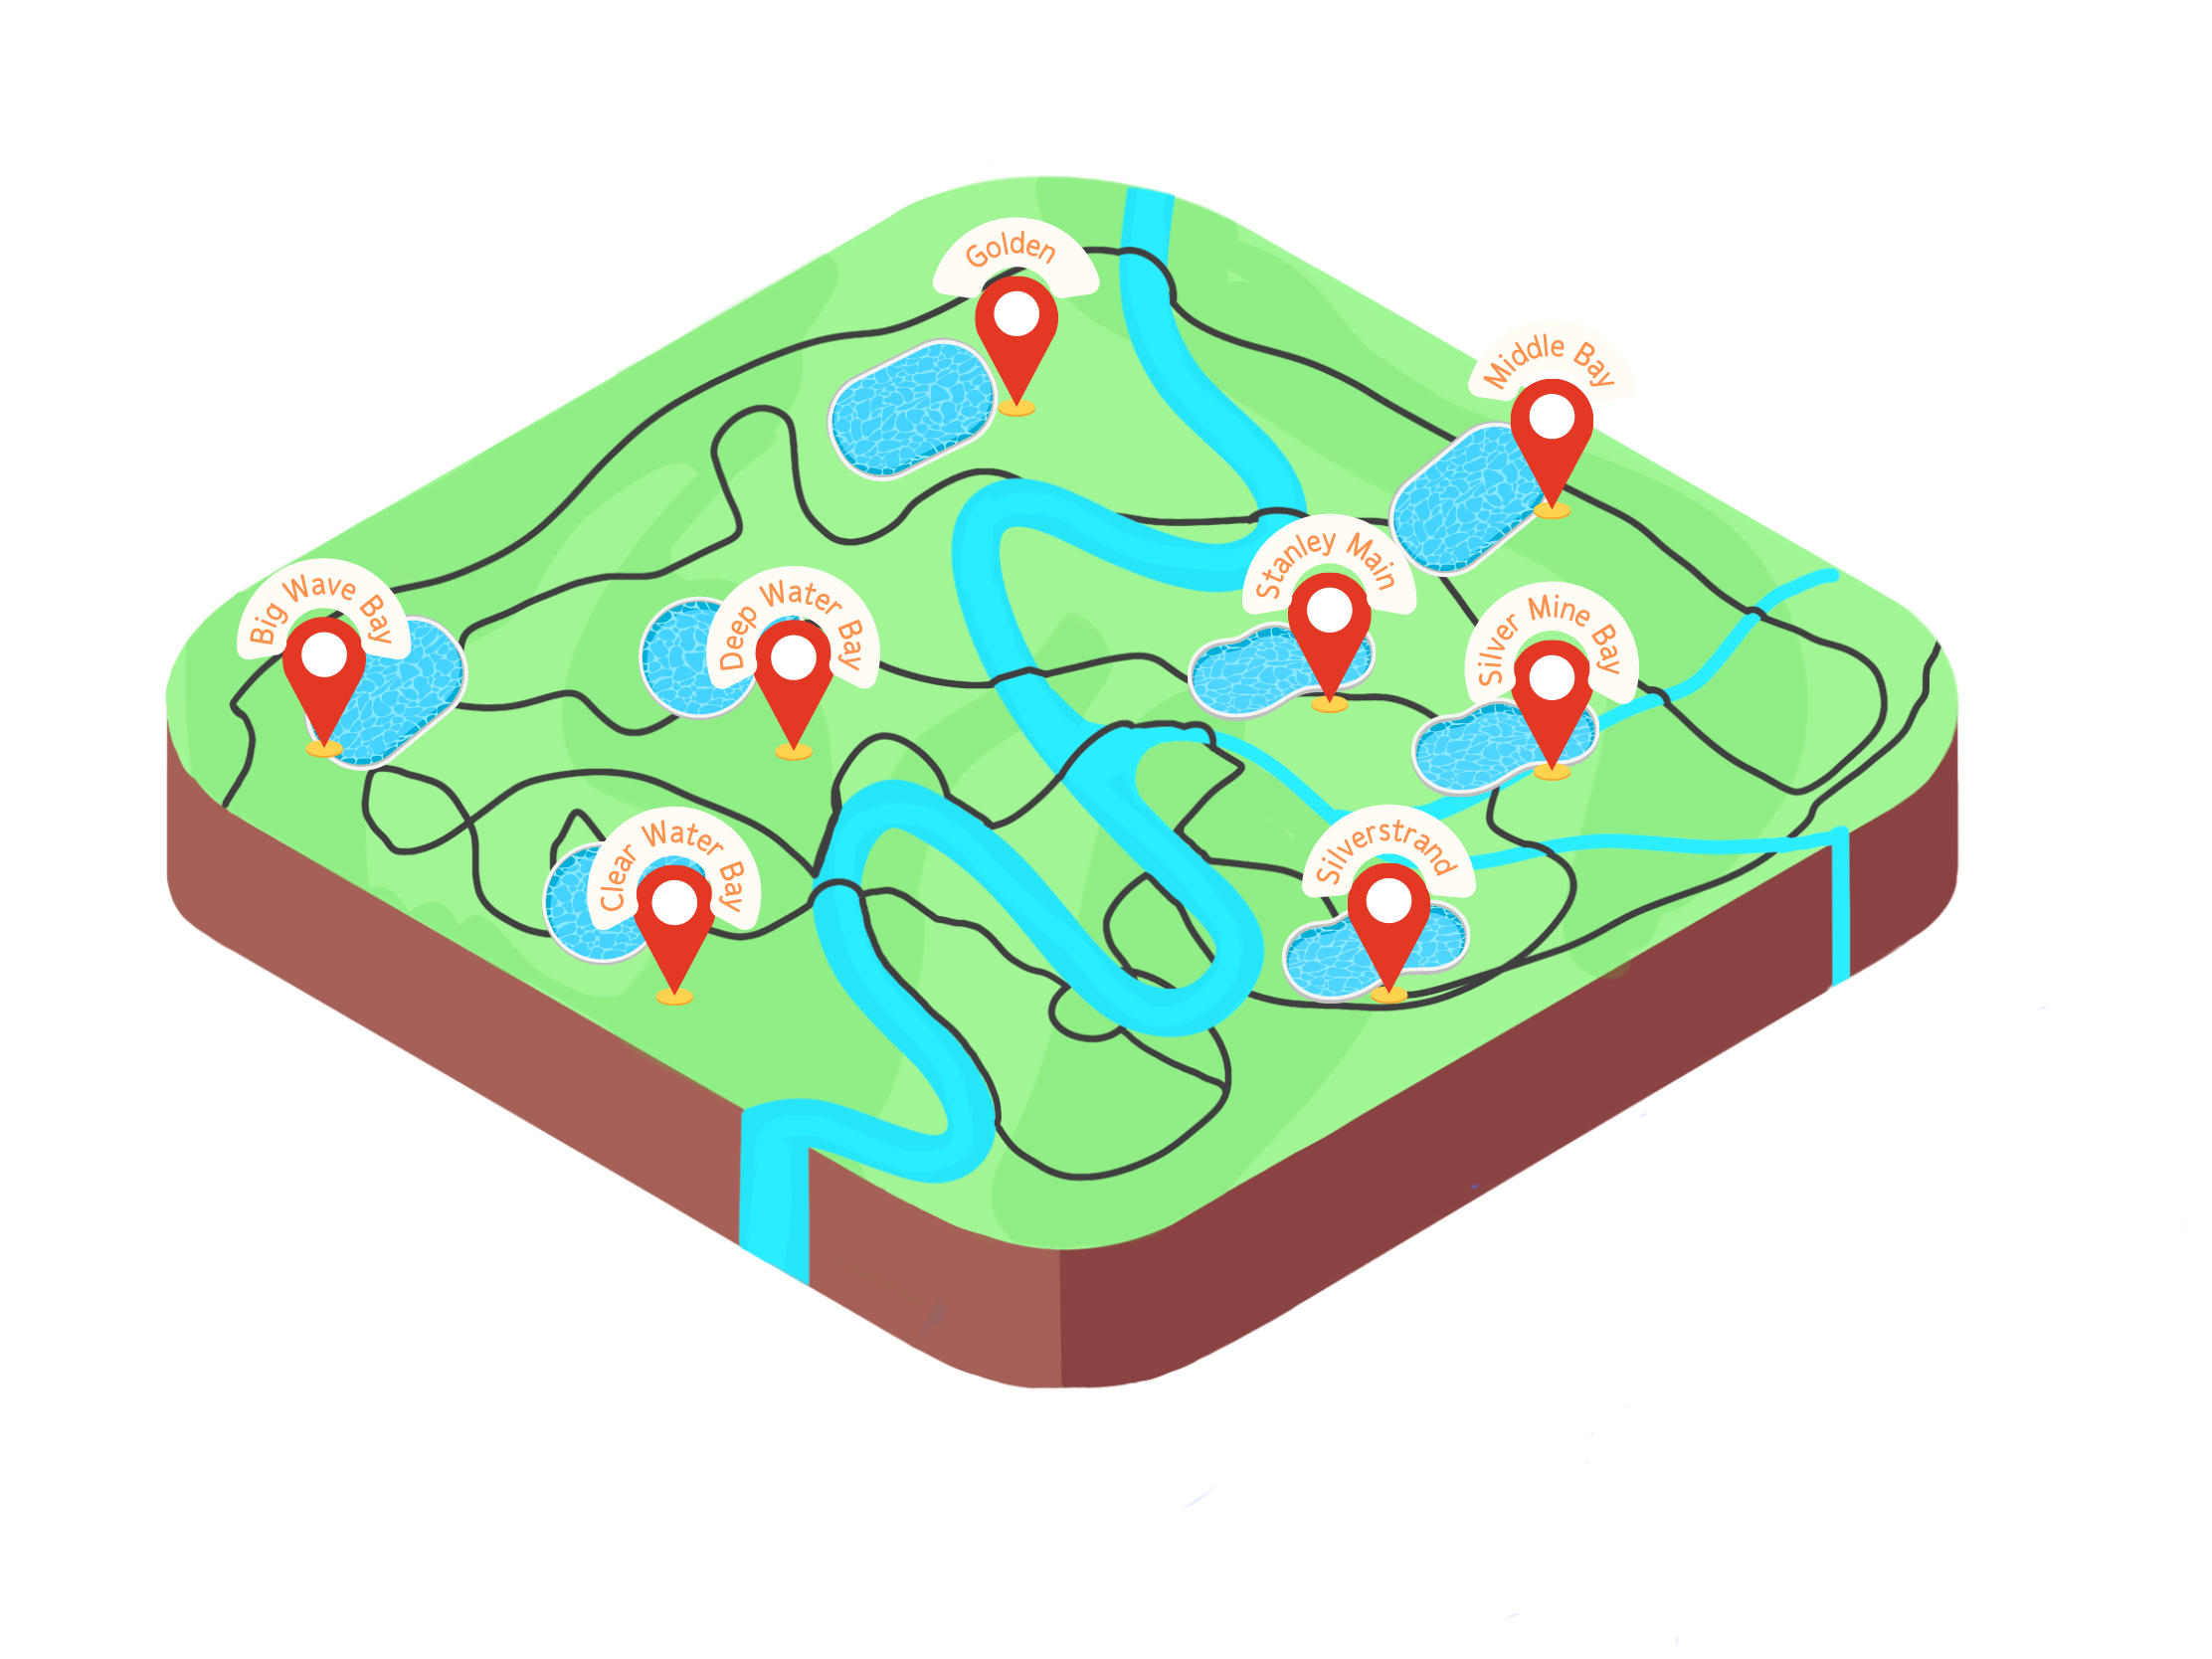 Golden
Middle Bay
Stanley Main
Big Wave Bay
Deep Water Bay
Silver Mine Bay
Clear Water Bay
Silverstrand